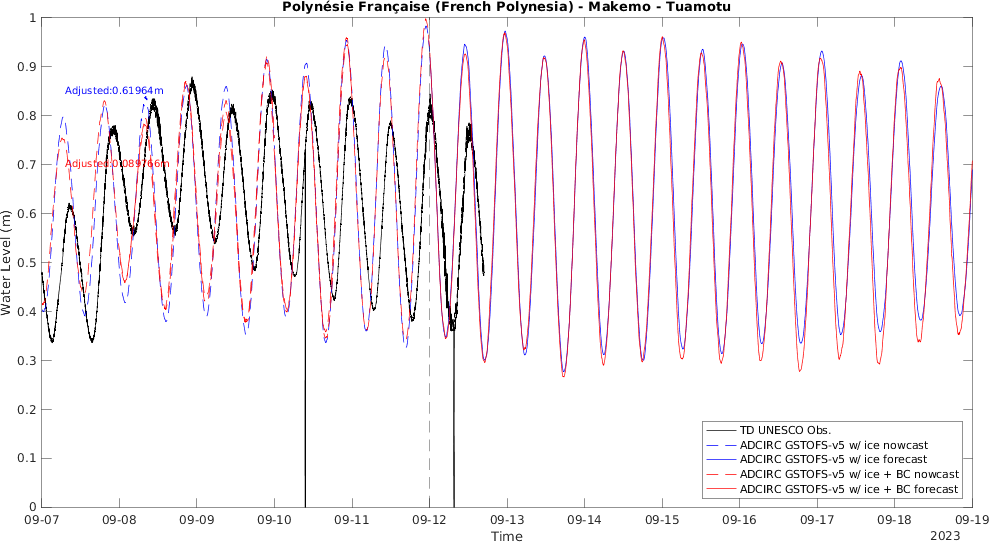 Polynésie Française (French Polynesia) - Makemo - Tuamotu
1
0.9
0.8
0.7
0.6
0.5
0.4
0.3
0.2
0.1
0
Water Level (m)
Adjusted:0.61964m
Adjusted:0.089766m
TD UNESCO Obs.
ADCIRC GSTOFS-v5 w/ ice nowcast
ADCIRC GSTOFS-v5 w/ ice forecast
ADCIRC GSTOFS-v5 w/ ice + BC nowcast
ADCIRC GSTOFS-v5 w/ ice + BC forecast
09-07 09-08 09-09 09-10 09-11 09-12 09-13 09-14 09-15 09-16 09-17 09-18 09-19
Time
2023